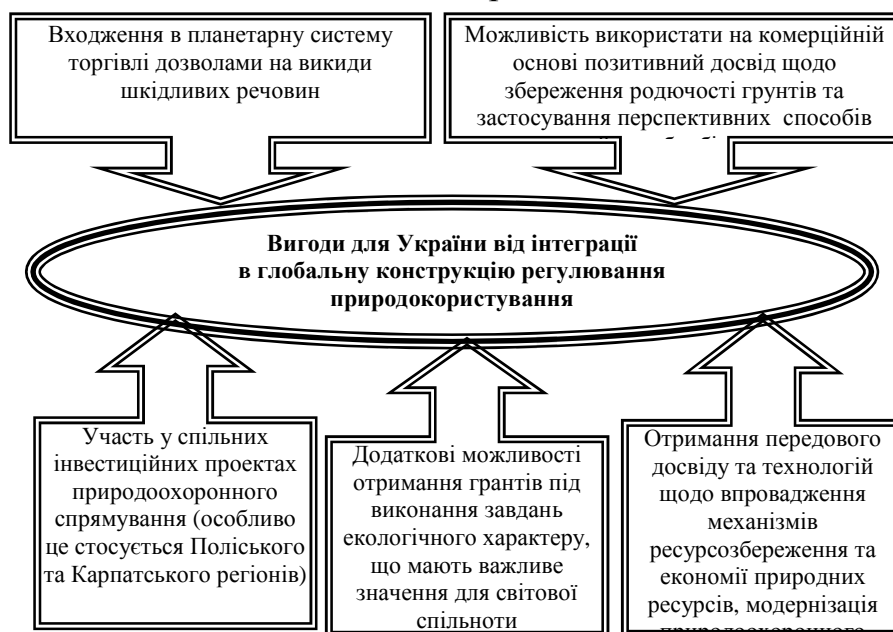 Входження в планетарну систему
торгівлі дозволами на викиди
шкідливих речовин
Можливість використати на комерційній
основі позитивний досвід щодо
збереження родючості грунтів та
застосування перспективних способів
Вигоди для України від інтеграції
в глобальну конструкцію регулювання
природокористування
Участь у спільних
інвестиційних проектах
природоохоронного
спрямування (особливо
це стосується Поліського
та Карпатського регіонів)
Додаткові можливості
отримання грантів під
виконання завдань
екологічного характеру,
що мають важливе
значення для світової
спільноти
Отримання передового
досвіду та технологій
щодо впровадження
механізмів
ресурсозбереження та
економії природних
ресурсів, модернізація